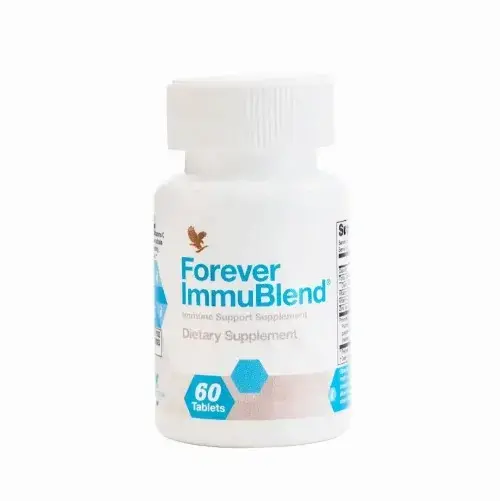 Forever
ImmuBlend®
Immune Support Supplement
Dietary Supplement
60
Tablets